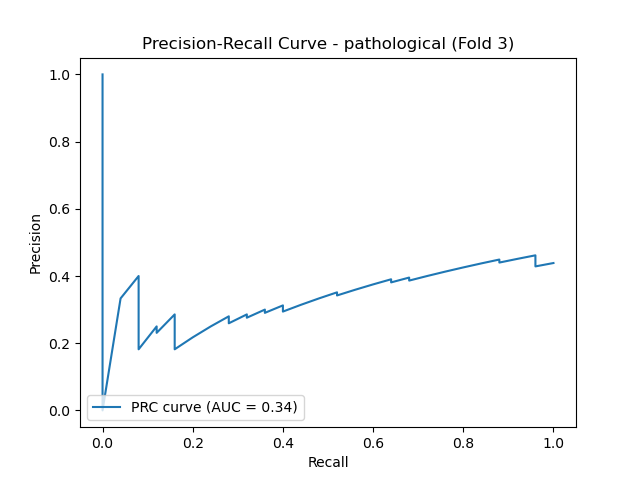 Precision-Recall Curve - pathological (Fold 3)
1.0
0.8
0.6
0.4
0.2
0.0
Precision
PRC curve (AUC = 0.34)
0.0 0.2 0.4 0.6 0.8 1.0
Recall